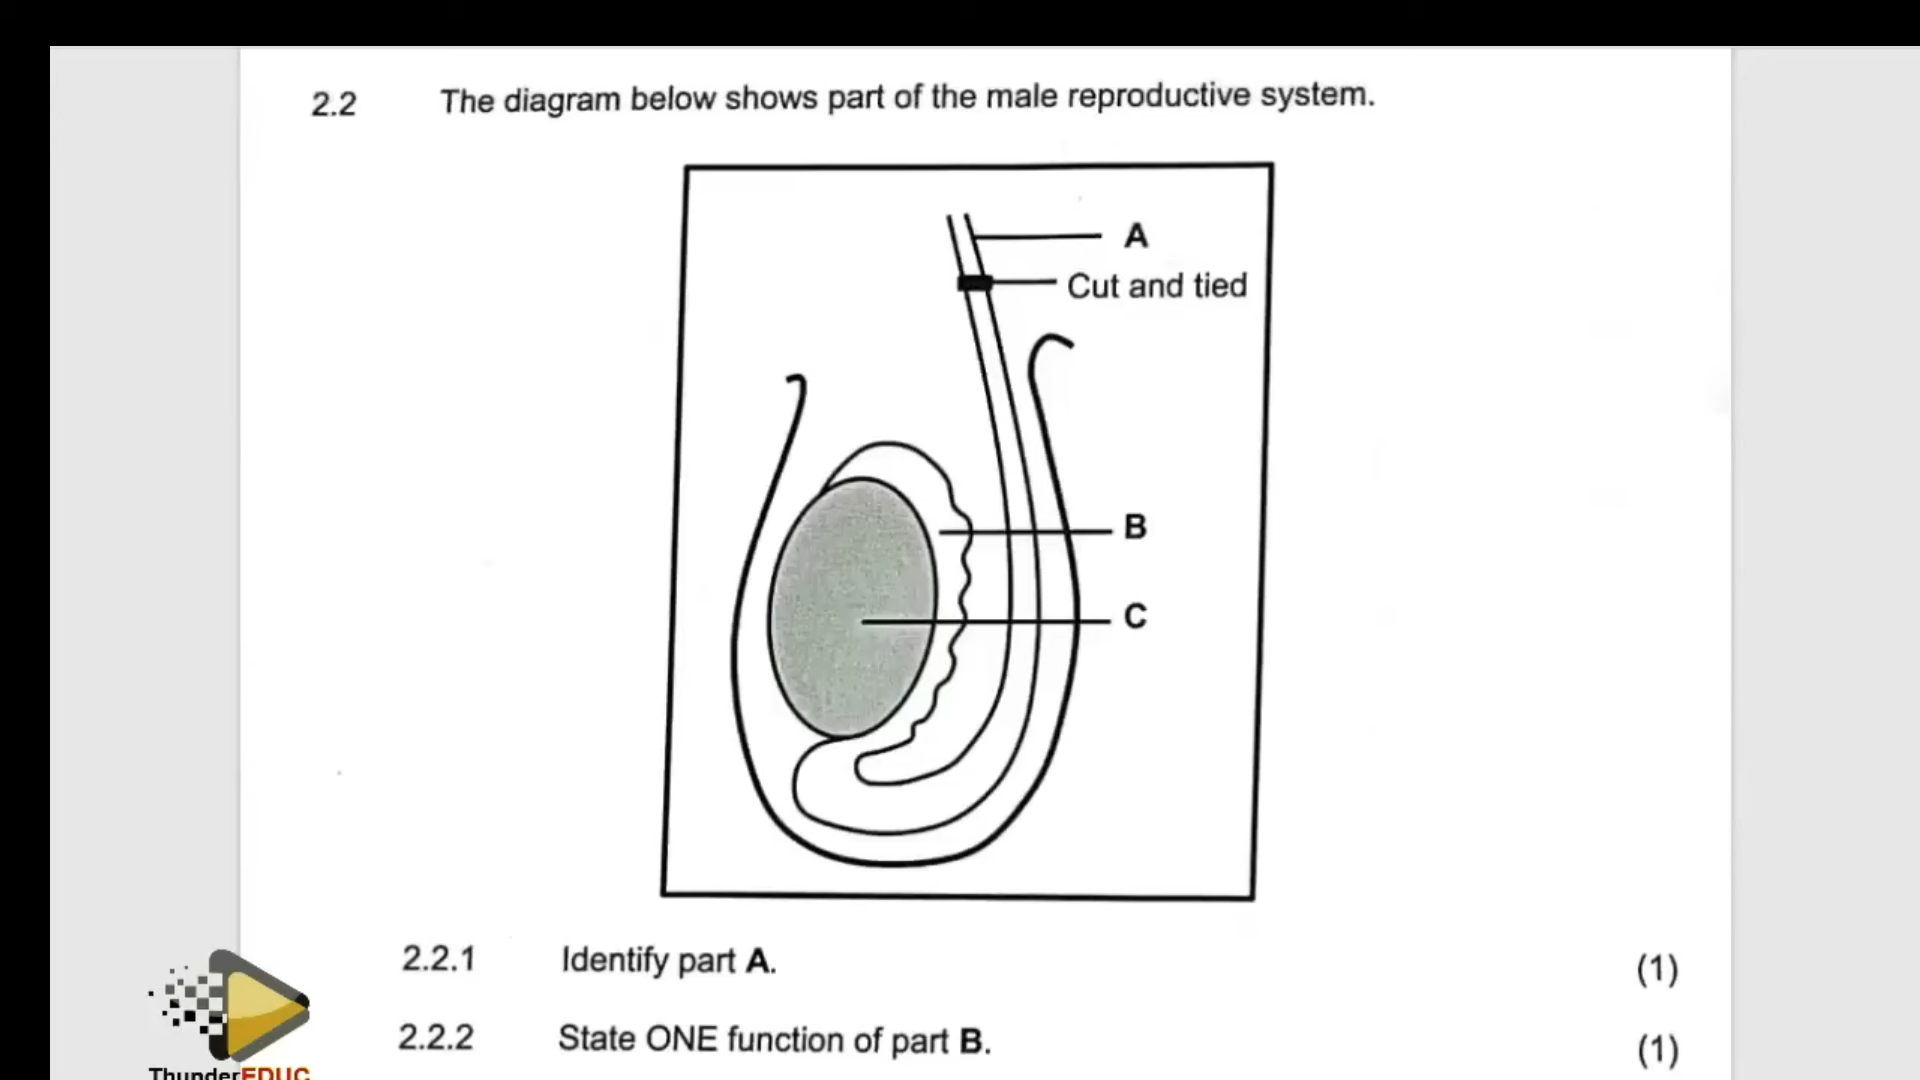 2.2 The diagram below shows part of the male reproductive system.
A
Cut and tied
B
C
2.2.1 Identify part A. (1)
2.2.2 State ONE function of part B. (1)
ThunderEDUC